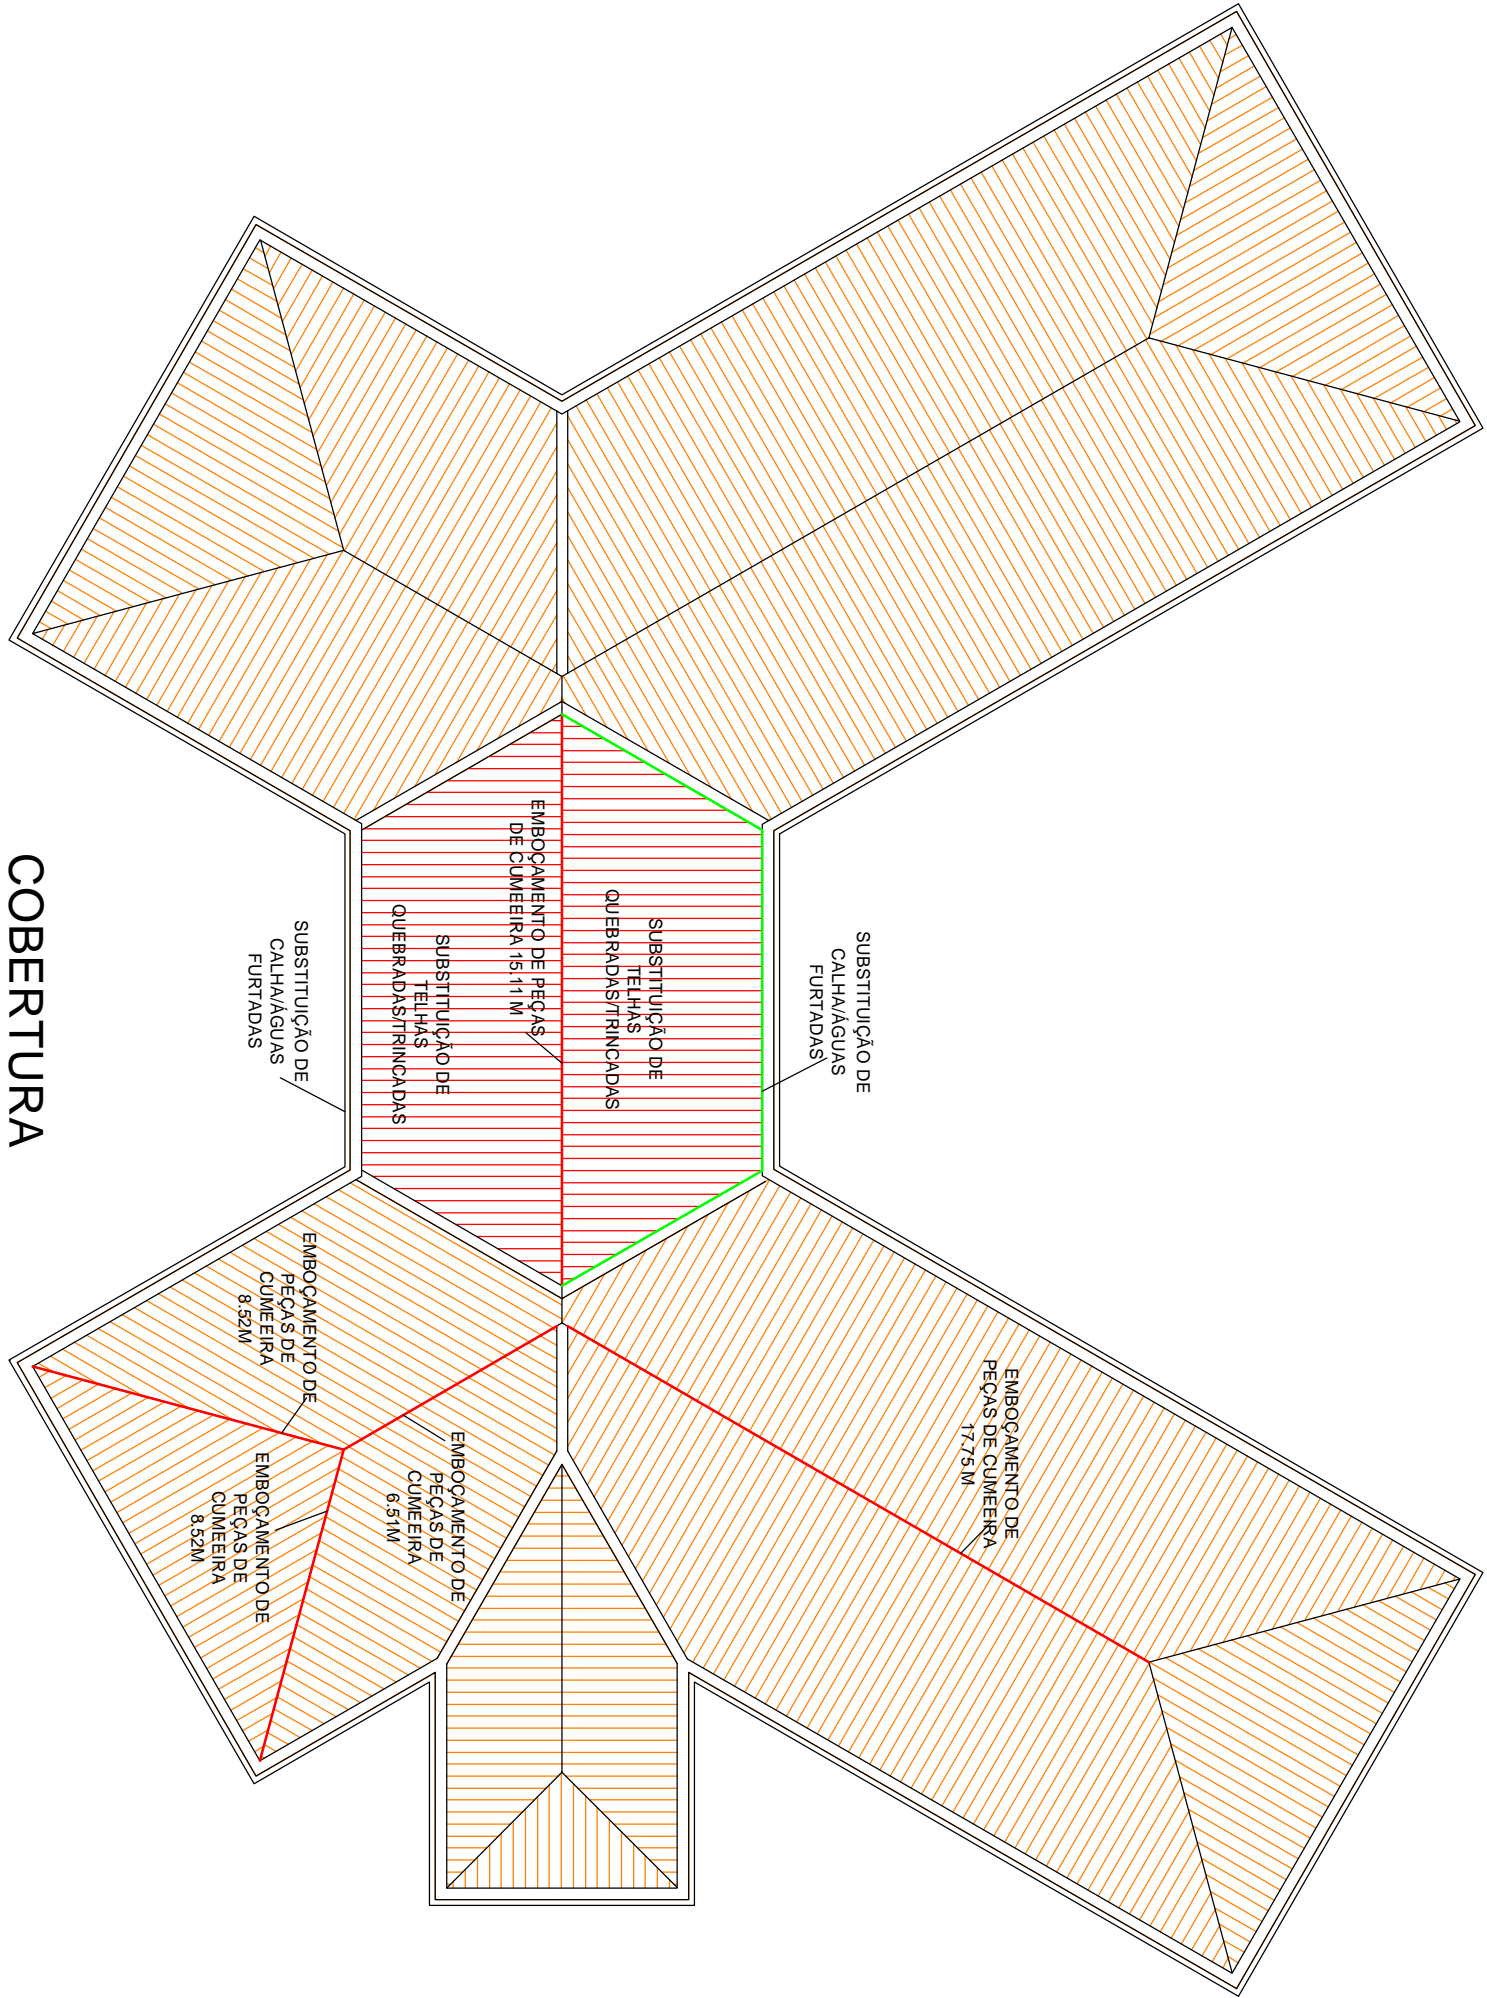 SUBSTITUIÇÃO DE
CALHA/ÁGUAS
FURTADAS
SUBSTITUIÇÃO DE
TELHAS
QUEBRADAS/TRINCADAS
EMBOÇAMENTO DE PEÇAS
DE CUMEEIRA 15.11 M
SUBSTITUIÇÃO DE
TELHAS
QUEBRADAS/TRINCADAS
SUBSTITUIÇÃO DE
CALHA/ÁGUAS
FURTADAS
EMBOÇAMENTO DE
PEÇAS DE CUMEEIRA
17.75 M
EMBOÇAMENTO DE
PEÇAS DE
CUMEEIRA
6.51M
EMBOÇAMENTO DE
PEÇAS DE
CUMEEIRA
8.52M
EMBOÇAMENTO DE
PEÇAS DE
CUMEEIRA
8.52M
COBERTURA